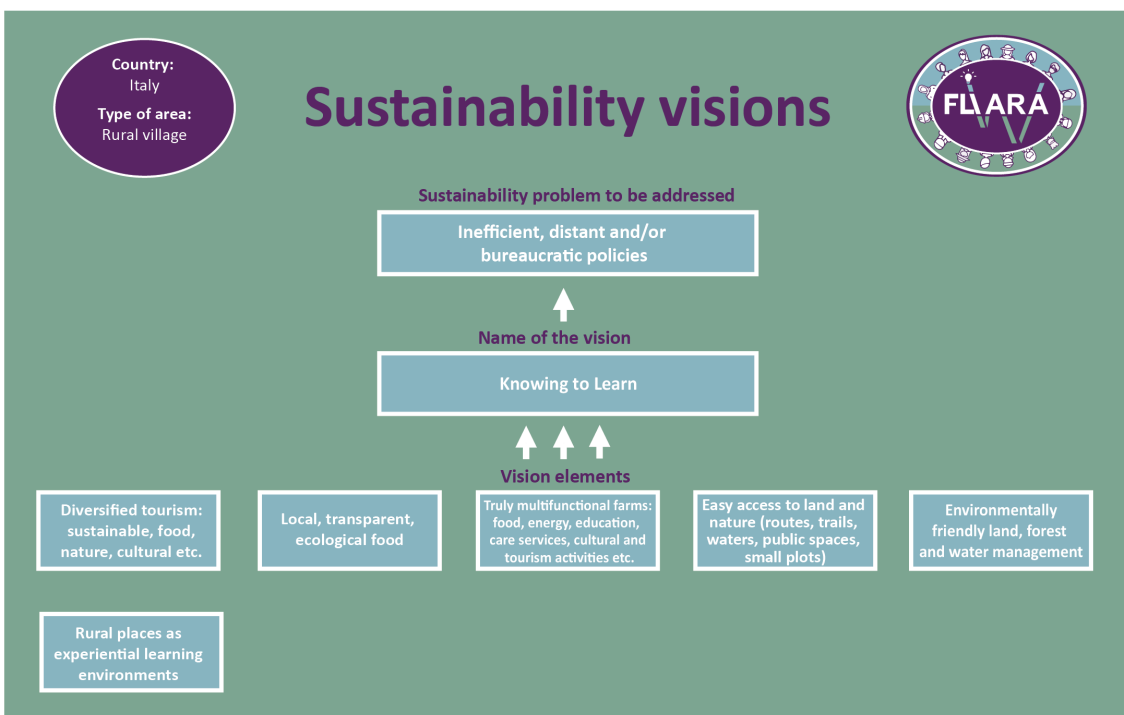 Country:
Italy
Type of area:
Rural village
Sustainability visions
FLIARA
Sustainability problem to be addressed
Inefficient, distant and/or
bureaucratic policies
Name of the vision
Knowing to Learn
Vision elements
Diversified tourism:
sustainable, food,
nature, cultural etc.
Local, transparent,
ecological food
Truly multifunctional farms:
food, energy, education,
care services, cultural and
tourism activities etc.
Easy access to land and
nature (routes, trails,
waters, public spaces,
small plots)
Environmentally
friendly land, forest
and water management
Rural places as
experiential learning
environments